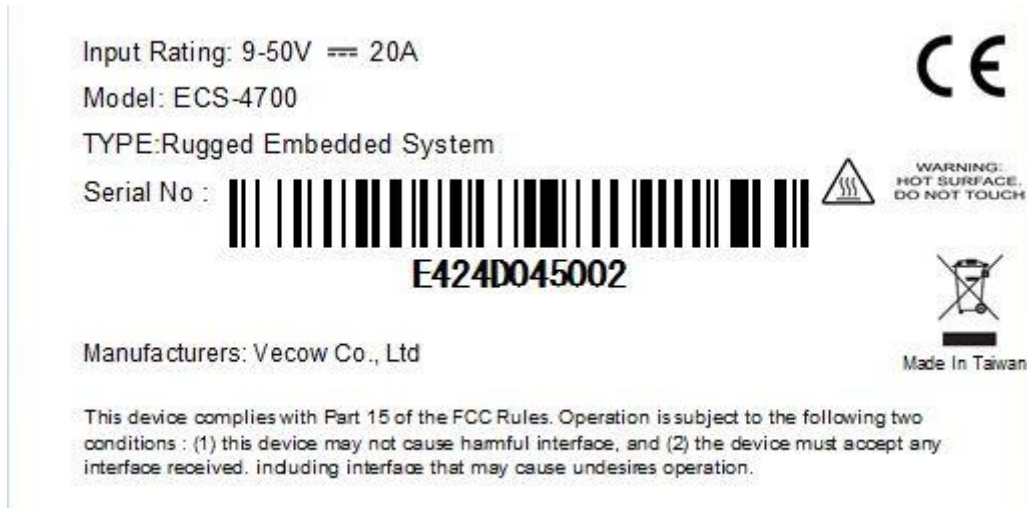 Input Rating: 9-50V ⎓ 20A
CE
Model: ECS-4700
TYPE:Rugged Embedded System
WARNING:
HOT SURFACE.
DO NOT TOUCH
Serial No :
E424D045002
Manufacturers: Vecow Co., Ltd
Made In Taiwan
This device complies with Part 15 of the FCC Rules. Operation is subject to the following two
conditions : (1) this device may not cause harmful interface, and (2) the device must accept any
interface received. including interface that may cause undesires operation.